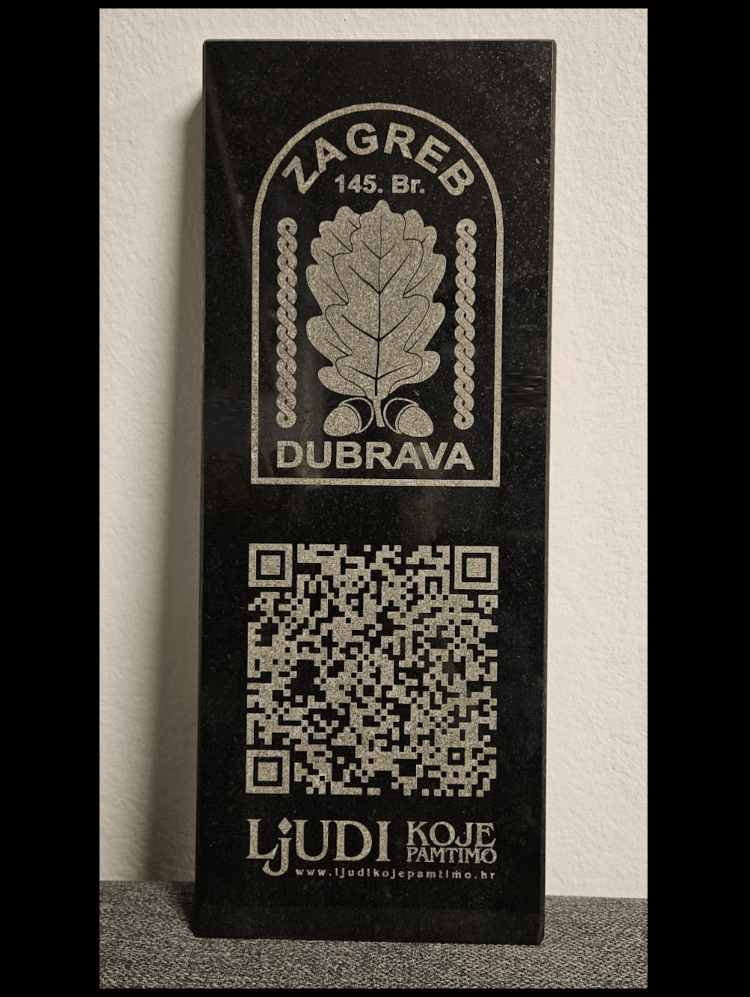 ZAGREB
145. Br.
DUBRAVA
LjUDI KOJE PAMTIMO
www.ljudikojepamtimo.hr